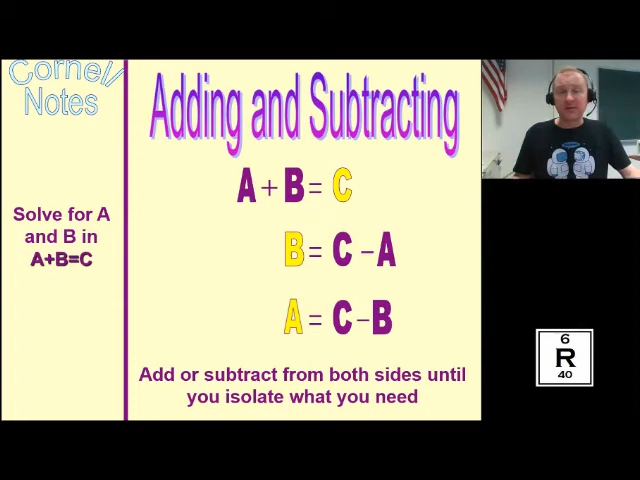 Cornell
Notes
Solve for A
and B in
A+B=C
Adding and Subtracting
A + B = C
B = C – A
A = C – B
Add or subtract from both sides until
you isolate what you need
6
R
40